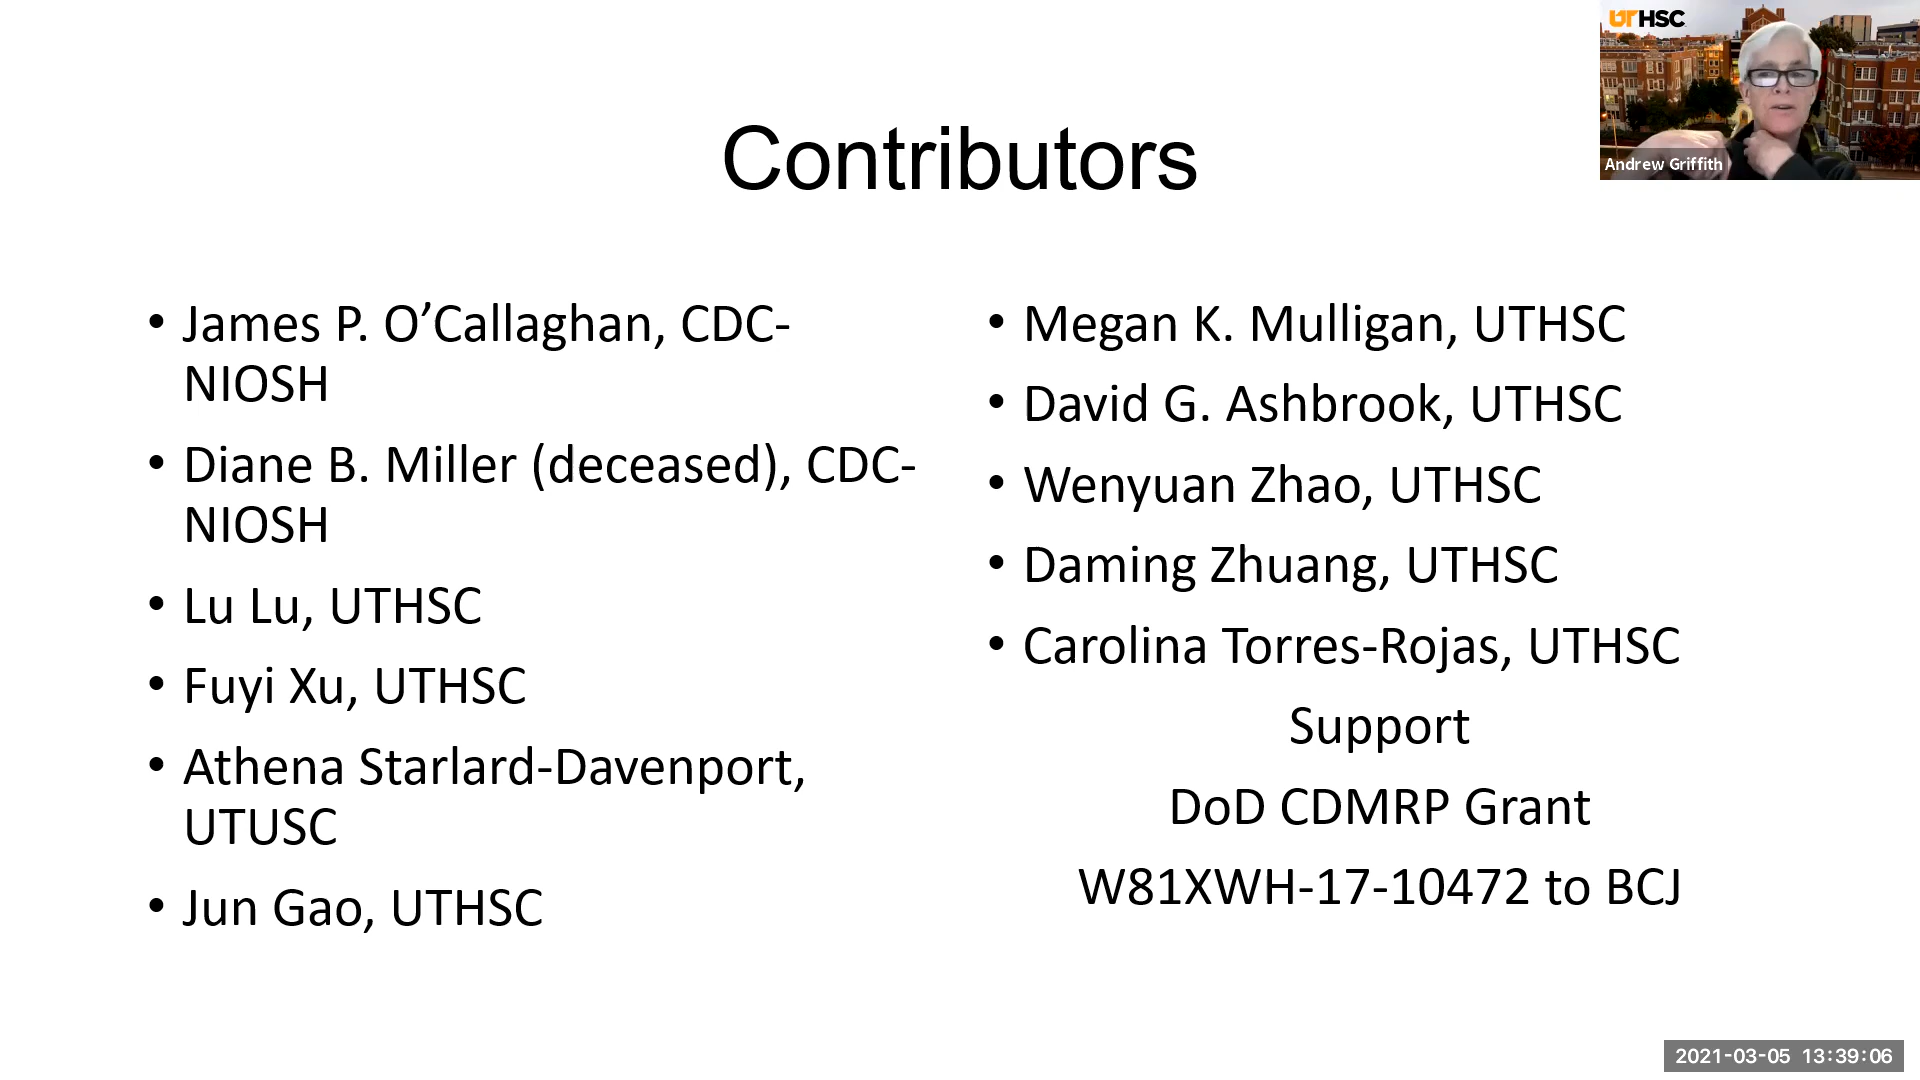 UTHSC
Andrew Griffith
Contributors
• James P. O’Callaghan, CDC-
NIOSH
• Diane B. Miller (deceased), CDC-
NIOSH
• Lu Lu, UTHSC
• Fuyi Xu, UTHSC
• Athena Starlard-Davenport,
UTUSC
• Jun Gao, UTHSC
• Megan K. Mulligan, UTHSC
• David G. Ashbrook, UTHSC
• Wenyuan Zhao, UTHSC
• Daming Zhuang, UTHSC
• Carolina Torres-Rojas, UTHSC
Support
DoD CDMRP Grant
W81XWH-17-10472 to BCJ
2021-03-05 13:39:06